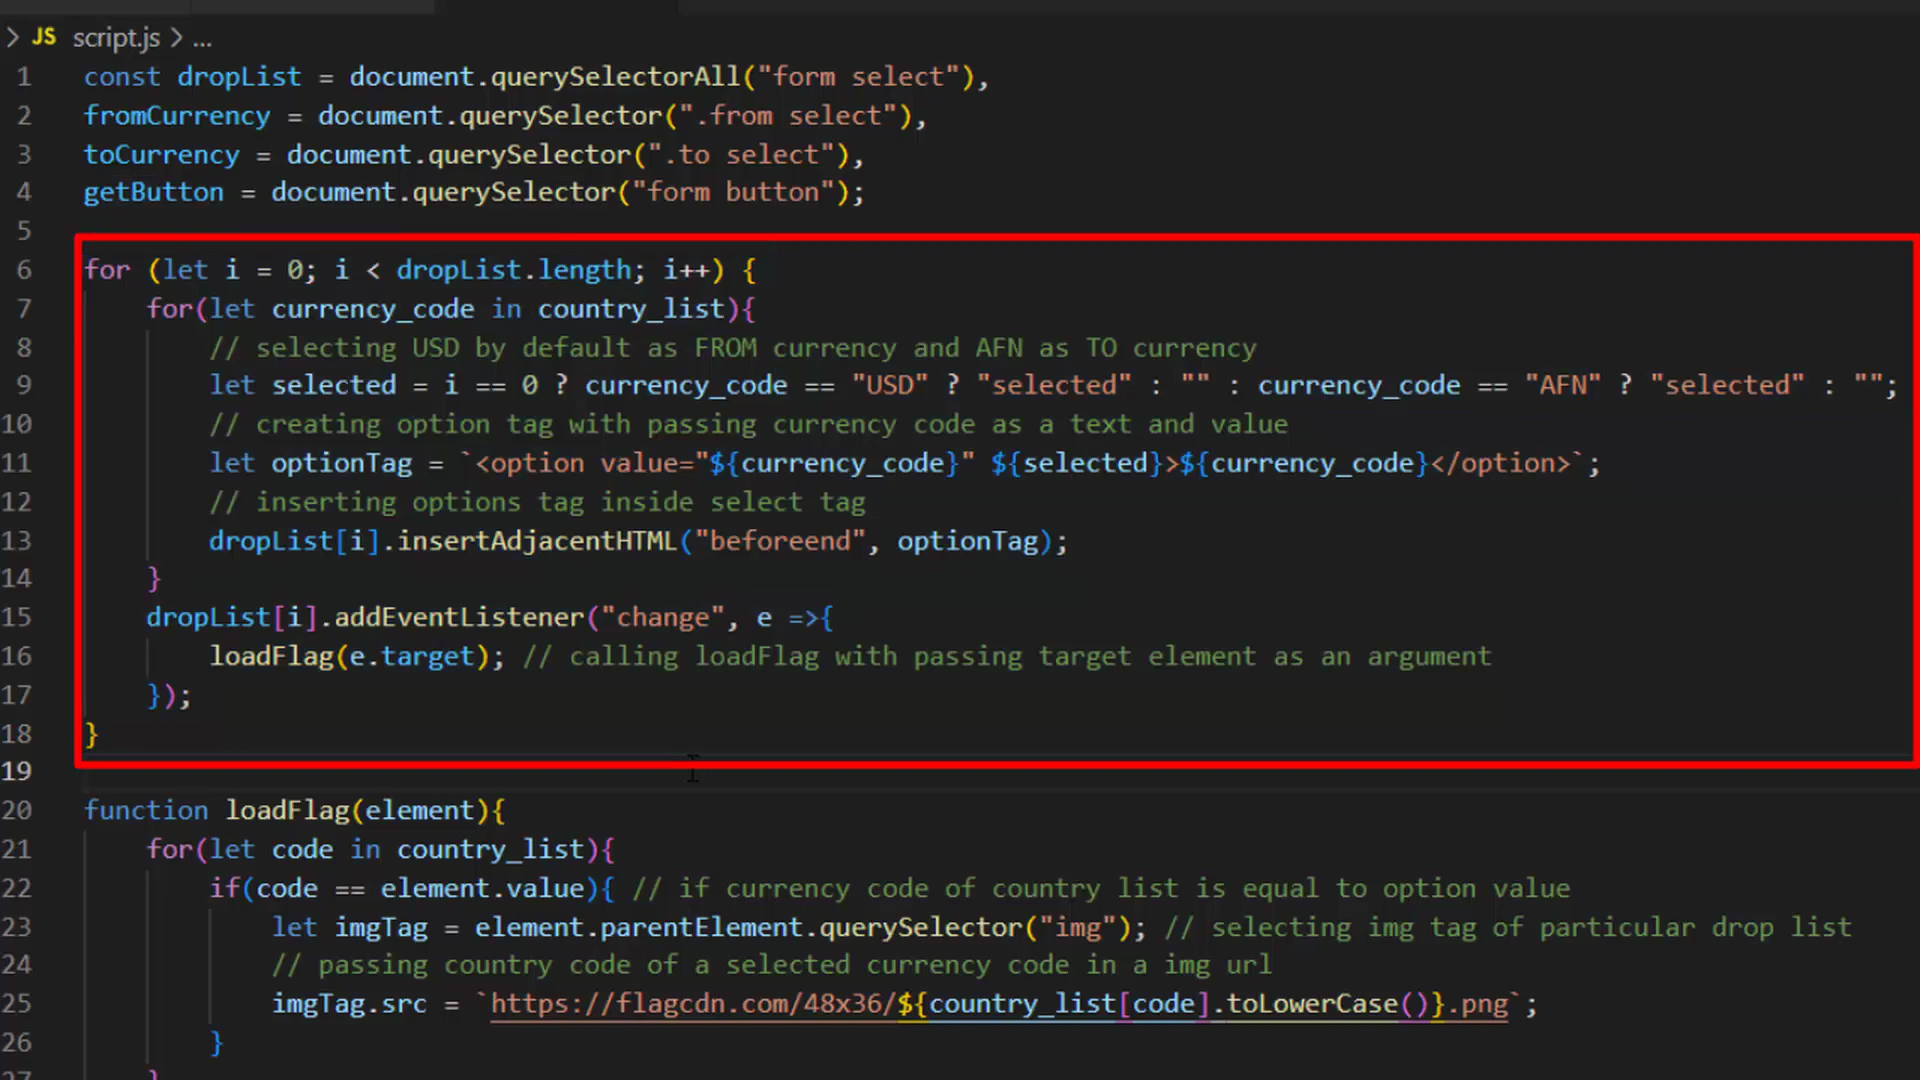 > JS script.js > ...
1 const dropList = document.querySelectorAll("form select"),
2 fromCurrency = document.querySelector(".from select"),
3 toCurrency = document.querySelector(".to select"),
4 getButton = document.querySelector("form button");
5
6 for (let i = 0; i < dropList.length; i++) {
7     for(let currency_code in country_list){
8         // selecting USD by default as FROM currency and AFN as TO currency
9         let selected = i == 0 ? currency_code == "USD" ? "selected" : "" : currency_code == "AFN" ? "selected" : "";
10         // creating option tag with passing currency code as a text and value
11         let optionTag = `<option value="${currency_code}" ${selected}>${currency_code}</option>`;
12         // inserting options tag inside select tag
13         dropList[i].insertAdjacentHTML("beforeend", optionTag);
14     }
15     dropList[i].addEventListener("change", e =>{
16         loadFlag(e.target); // calling loadFlag with passing target element as an argument
17     });
18 }
19
20 function loadFlag(element){
21     for(let code in country_list){
22         if(code == element.value){ // if currency code of country list is equal to option value
23             let imgTag = element.parentElement.querySelector("img"); // selecting img tag of particular drop list
24             // passing country code of a selected currency code in a img url
25             imgTag.src = `https://flagcdn.com/48x36/${country_list[code].toLowerCase()}.png`;
26         }
27     }